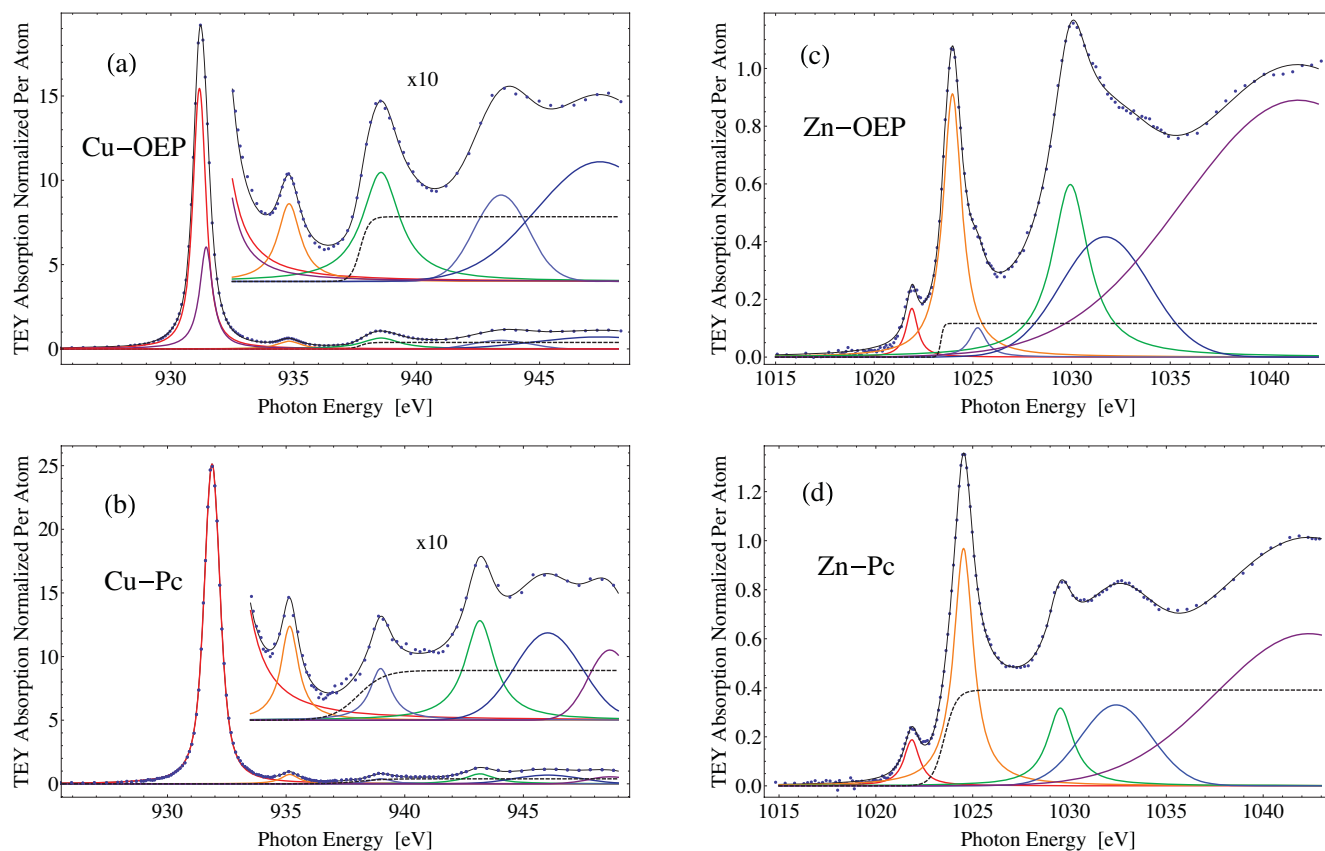 (a)
x10
Cu−OEP
15
10
5
0
930
935
940
945
Photon Energy [eV]
TEY Absorption Normalized Per Atom
(c)
Zn−OEP
1.0
0.8
0.6
0.4
0.2
0.0
1015
1020
1025
1030
1035
1040
Photon Energy [eV]
TEY Absorption Normalized Per Atom
(b)
x10
Cu−Pc
25
20
15
10
5
0
930
935
940
945
Photon Energy [eV]
TEY Absorption Normalized Per Atom
(d)
Zn−Pc
1.2
1.0
0.8
0.6
0.4
0.2
0.0
1015
1020
1025
1030
1035
1040
Photon Energy [eV]
TEY Absorption Normalized Per Atom